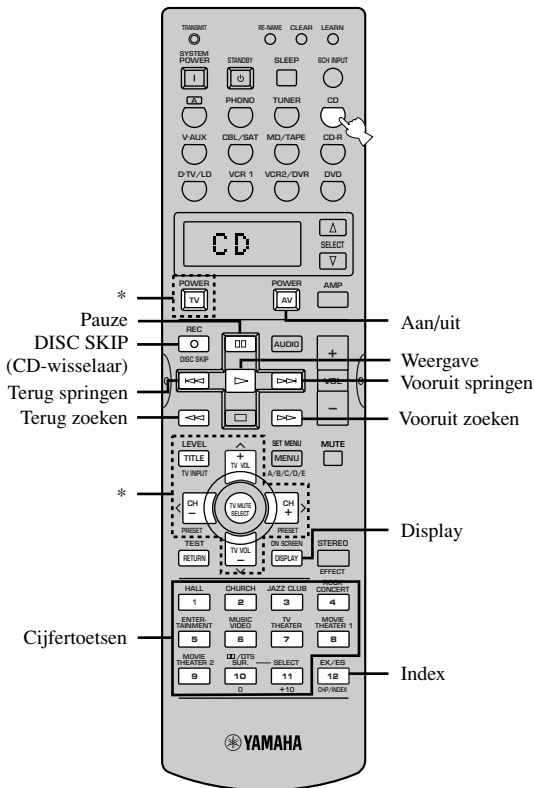 TRANSMIT RE-NAME CLEAR LEARN
SYSTEM POWER STANDBY SLEEP 6CH INPUT
A PHONO TUNER CD
V-AUX CBL/SAT MD/TAPE CD-R
D-TV/LD VCR 1 VCR2/DVR DVD
CD
SELECT
POWER POWER AMP
* TV AV
Aan/uit
Pauze
REC AUDIO +
DISC SKIP
(CD-wisselaar)
DISC SKIP
Weergave
VOL
Terug springen
Vooruit springen
–
Terug zoeken
Vooruit zoeken
LEVEL SET MENU MUTE
TITLE + MENU
TV INPUT TV VOL A/B/C/D/E
*
CH – TV MUTE SELECT CH +
PRESET PRESET
TEST TV VOL – ON SCREEN STEREO
RETURN DISPLAY
EFFECT
Display
HALL CHURCH JAZZ CLUB ROCK CONCERT
1 2 3 4
ENTER-TAINMENT MUSIC VIDEO TV THEATER MOVIE THEATER 1
Cijfertoetsen
5 6 7 8
MOVIE THEATER 2 /DTS SUR. SELECT EX/ES
9 10 11 12
0 +10 CHP/INDEX
Index
YAMAHA